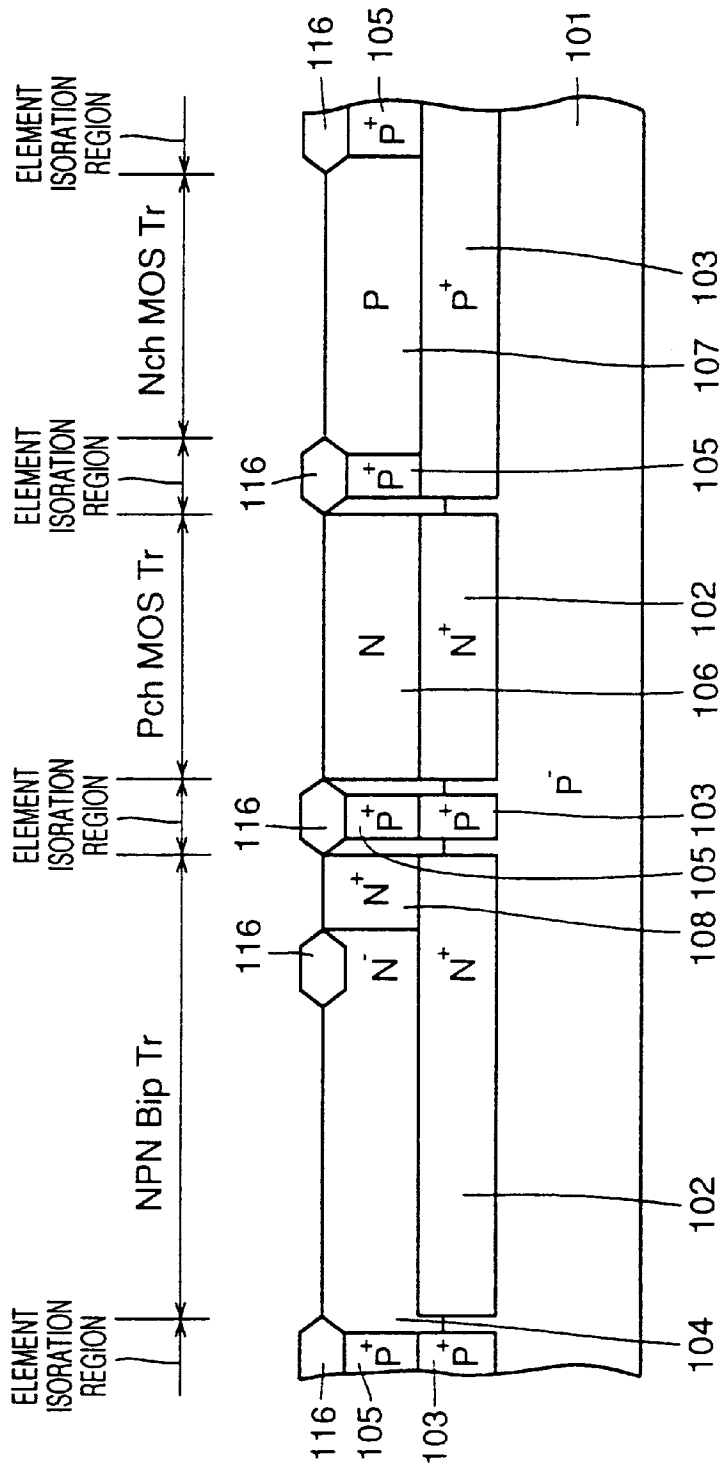 ELEMENT
ISORATION
REGION
NPN Bip Tr
ELEMENT
ISORATION
REGION
Pch MOS Tr
ELEMENT
ISORATION
REGION
Nch MOS Tr
ELEMENT
ISORATION
REGION
116
116
116
116
116
105
P+
N-
N+
P+
N
P+
P
P+
105
103
P+
N+
P+
N+
P+
P-
104
102
108
105
103
106
102
105
107
103
101